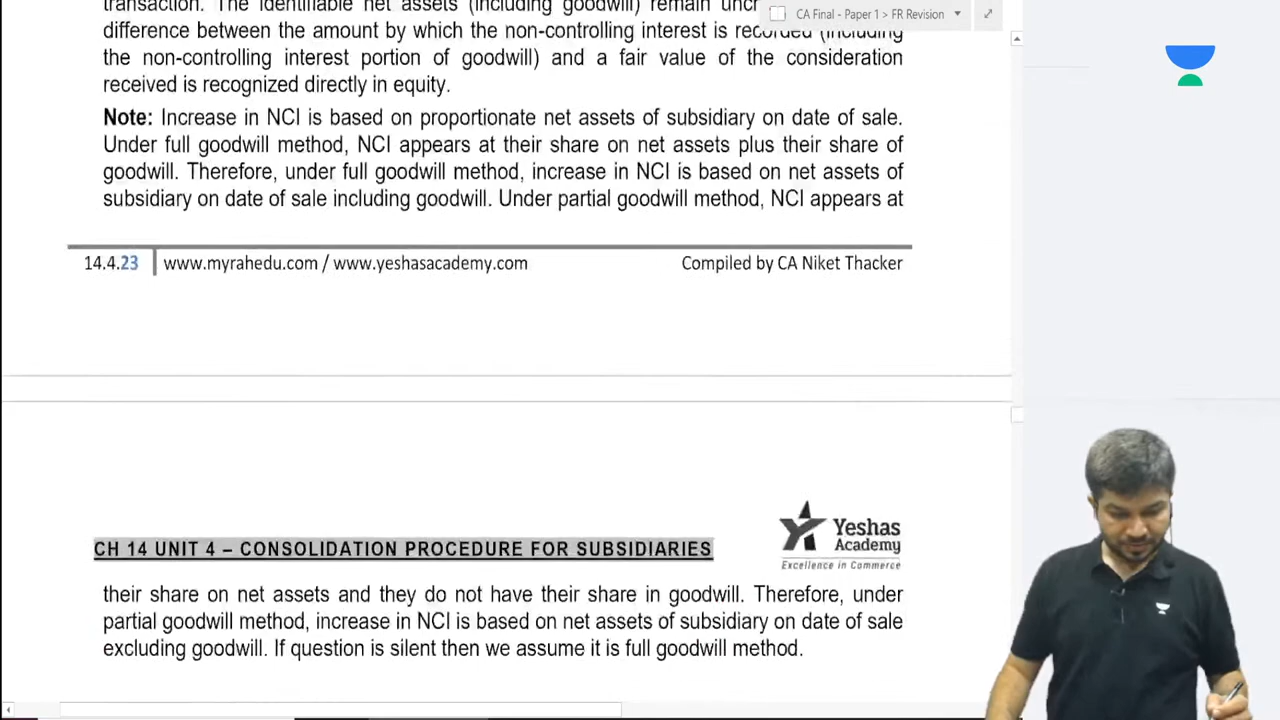 transaction. The identifiable net assets (including goodwill) remain
CA Final - Paper 1 > FR Revision
difference between the amount by which the non-controlling interest is recorded (including
the non-controlling interest portion of goodwill) and a fair value of the consideration
received is recognized directly in equity.
Note: Increase in NCI is based on proportionate net assets of subsidiary on date of sale.
Under full goodwill method, NCI appears at their share on net assets plus their share of
goodwill. Therefore, under full goodwill method, increase in NCI is based on net assets of
subsidiary on date of sale including goodwill. Under partial goodwill method, NCI appears at
14.4.23 www.myrahedu.com / www.yeshasacademy.com Compiled by CA Niket Thacker
CH 14 UNIT 4 – CONSOLIDATION PROCEDURE FOR SUBSIDIARIES
Yeshas
Academy
Excellence in Commerce
their share on net assets and they do not have their share in goodwill. Therefore, under
partial goodwill method, increase in NCI is based on net assets of subsidiary on date of sale
excluding goodwill. If question is silent then we assume it is full goodwill method.